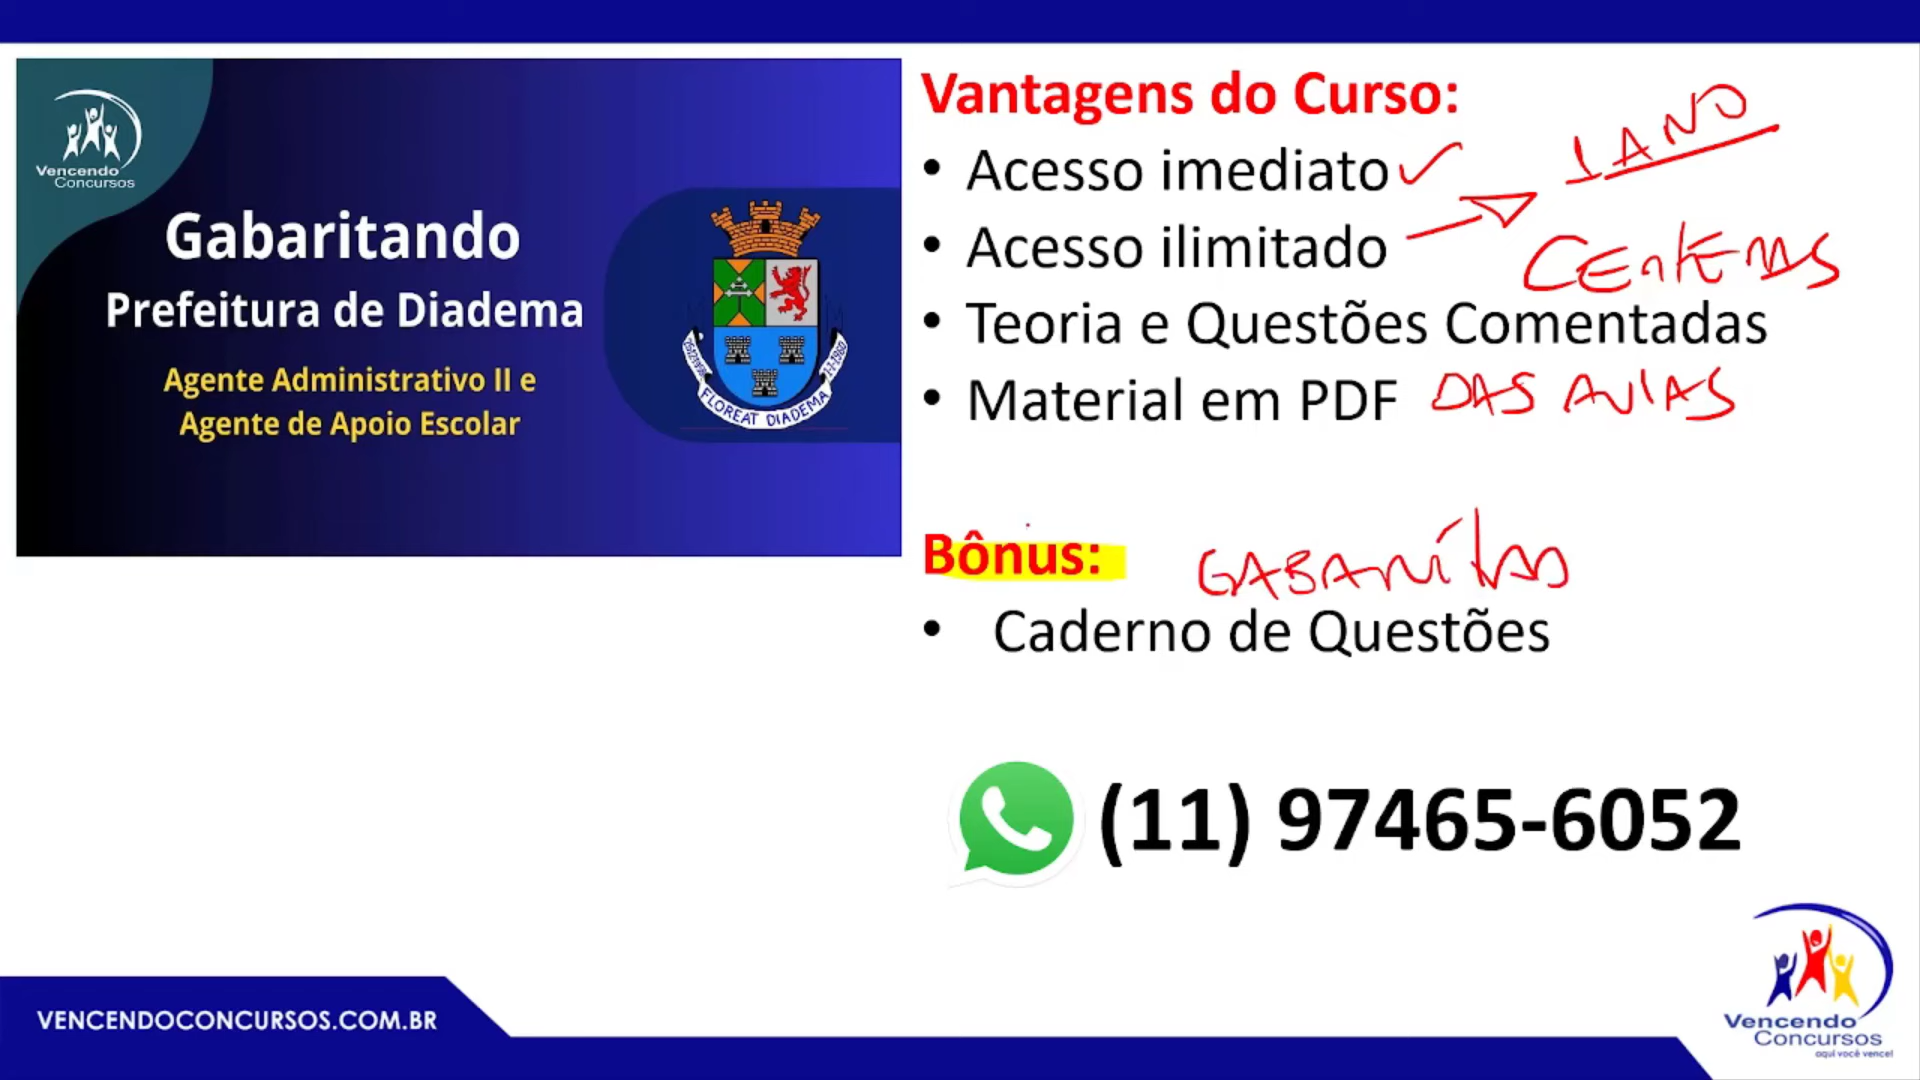 Vencendo
Concursos
Gabaritando
Prefeitura de Diadema
Agente Administrativo II e
Agente de Apoio Escolar
FLOREAT DIADEMA
Vantagens do Curso:
• Acesso imediato
1 ANO
• Acesso ilimitado
CENTENAS
• Teoria e Questões Comentadas
• Material em PDF DAS AULAS
Bônus: GABARITAS
• Caderno de Questões
(11) 97465-6052
VENCENDOCONCURSOS.COM.BR
Vencendo
Concursos
aqui você vence!